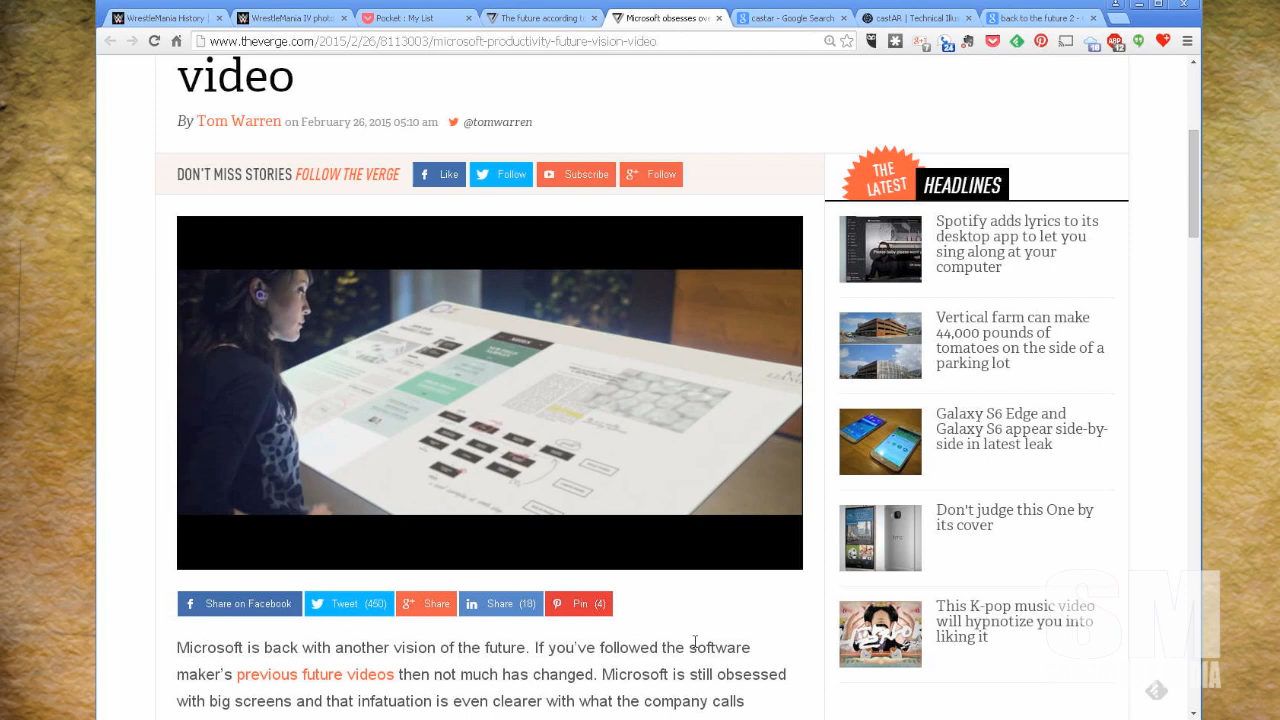 WrestleMania History |
WrestleMania IV photo
Pocket : My List
The future according t
Microsoft obsesses ove
castar - Google Search
castAR | Technical Illu
back to the future 2 - G
www.theverge.com/2015/2/26/8113003/microsoft-productivity-future-vision-video
video
By Tom Warren on February 26, 2015 05:10 am @tomwarren
DON'T MISS STORIES FOLLOW THE VERGE
Like
Follow
Subscribe
Follow
THE
LATEST
HEADLINES
Spotify adds lyrics to its
desktop app to let you
sing along at your
computer
Vertical farm can make
44,000 pounds of
tomatoes on the side of a
parking lot
Galaxy S6 Edge and
Galaxy S6 appear side-by-
side in latest leak
Don't judge this One by
its cover
This K-pop music video
will hypnotize you into
liking it
Share on Facebook
Tweet (450)
Share
Share (18)
Pin (4)
Microsoft is back with another vision of the future. If you've followed the software
maker's previous future videos then not much has changed. Microsoft is still obsessed
with big screens and that infatuation is even clearer with what the company calls
SM